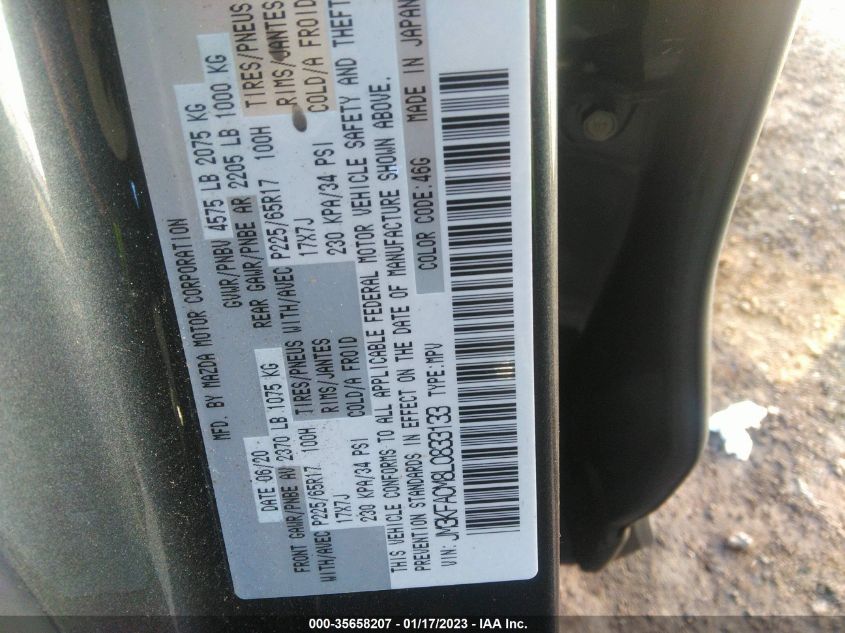 MFD. BY MAZDA MOTOR CORPORATION
DATE 06/20 GVWR/PNBV 4575 LB 2075 KG
FRONT GAWR/PNBE AV 2370 LB 1075 KG REAR GAWR/PNBE AR 2205 LB 1000 KG
WITH/AVEC P225/65R17 100H TIRES/PNEUS WITH/AVEC P225/65R17 100H TIRES/PNEUS
17X7J RIMS/JANTES 17X7J RIMS/JANTES
230 KPA/34 PSI COLD/A FROID 230 KPA/34 PSI COLD/A FROID
THIS VEHICLE CONFORMS TO ALL APPLICABLE FEDERAL MOTOR VEHICLE SAFETY AND THEFT
PREVENTION STANDARDS IN EFFECT ON THE DATE OF MANUFACTURE SHOWN ABOVE.
COLOR CODE:46G MADE IN JAPAN
VIN: JM3KFACM8L0833133 TYPE:MPV
000-35658207 - 01/17/2023 - IAA Inc.